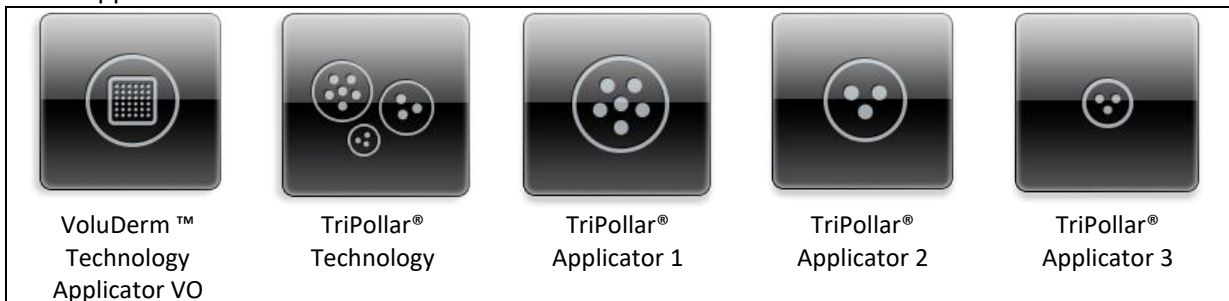 VoluDerm ™
Technology
Applicator VO
TriPollar®
Technology
TriPollar®
Applicator 1
TriPollar®
Applicator 2
TriPollar®
Applicator 3